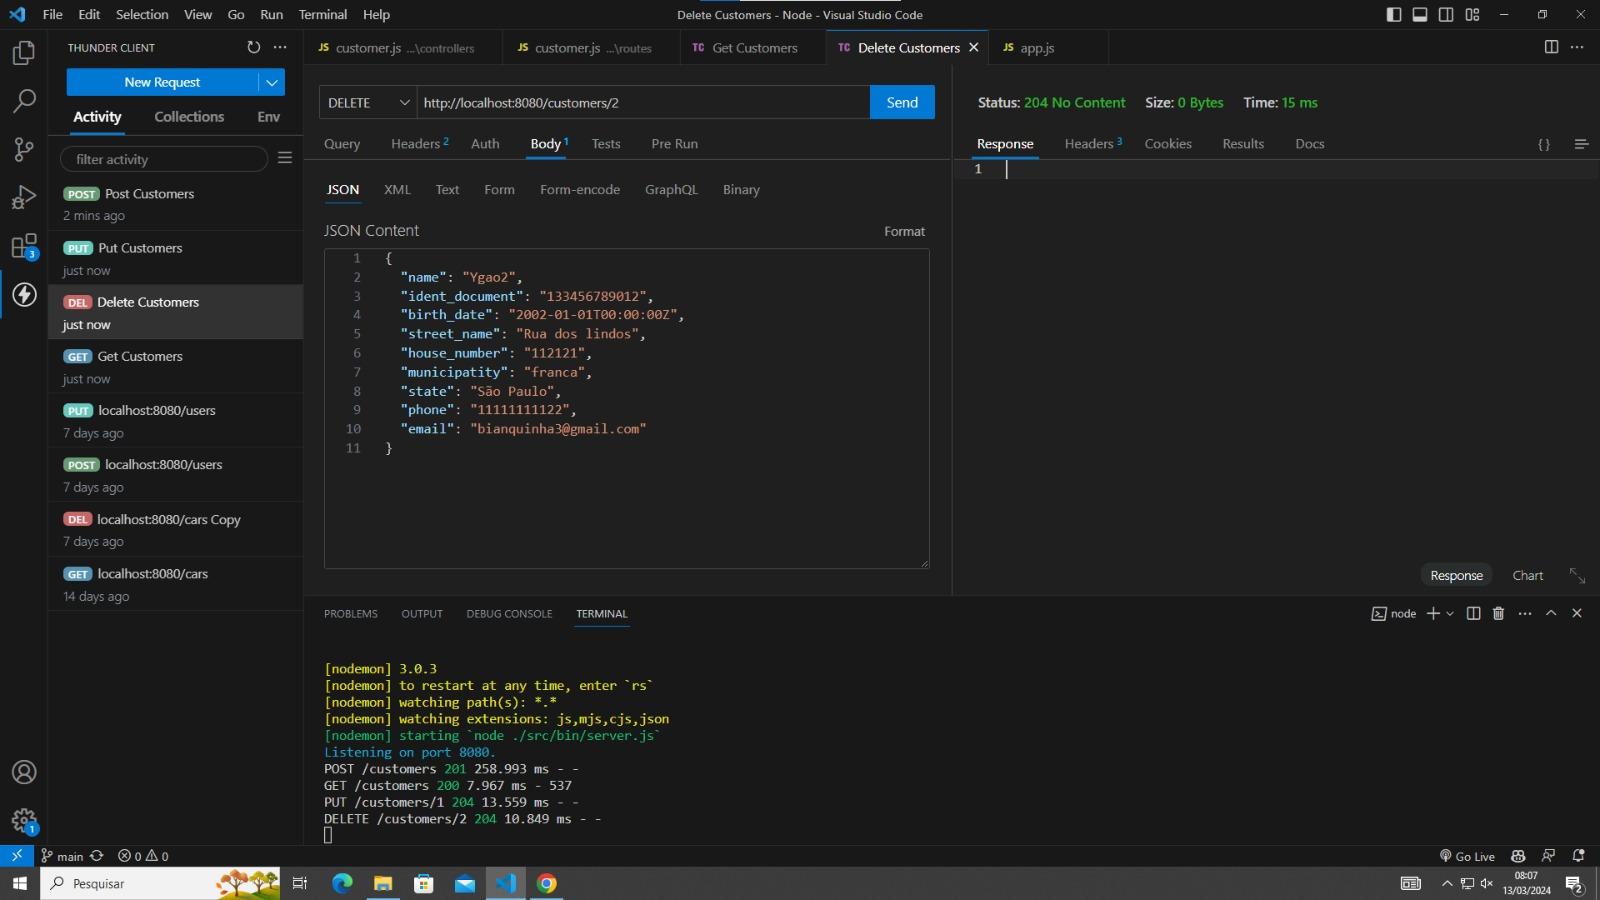 File Edit Selection View Go Run Terminal Help
Delete Customers - Node - Visual Studio Code
THUNDER CLIENT
New Request
Activity Collections Env
filter activity
POST Post Customers
2 mins ago
PUT Put Customers
just now
DEL Delete Customers
just now
GET Get Customers
just now
PUT localhost:8080/users
7 days ago
POST localhost:8080/users
7 days ago
DEL localhost:8080/cars Copy
7 days ago
GET localhost:8080/cars
14 days ago
3
1
JS customer.js ...\controllers
JS customer.js ...\routes
TC Get Customers
TC Delete Customers
JS app.js
DELETE http://localhost:8080/customers/2 Send
Query Headers 2 Auth Body 1 Tests Pre Run
JSON XML Text Form Form-encode GraphQL Binary
JSON Content Format
1 {
2 "name": "Ygao2",
3 "ident_document": "133456789012",
4 "birth_date": "2002-01-01T00:00:00Z",
5 "street_name": "Rua dos lindos",
6 "house_number": "112121",
7 "municipatity": "franca",
8 "state": "São Paulo",
9 "phone": "11111111122",
10 "email": "bianquinha3@gmail.com"
11 }
Status: 204 No Content Size: 0 Bytes Time: 15 ms
Response Headers 3 Cookies Results Docs { }
1
Response Chart
PROBLEMS OUTPUT DEBUG CONSOLE TERMINAL
node
[nodemon] 3.0.3
[nodemon] to restart at any time, enter `rs`
[nodemon] watching path(s): *.*
[nodemon] watching extensions: js,mjs,cjs,json
[nodemon] starting `node ./src/bin/server.js`
Listening on port 8080.
POST /customers 201 258.993 ms - -
GET /customers 200 7.967 ms - 537
PUT /customers/1 204 13.559 ms - -
DELETE /customers/2 204 10.849 ms - -
main 0 0
Go Live
Pesquisar
08:07
13/03/2024
2